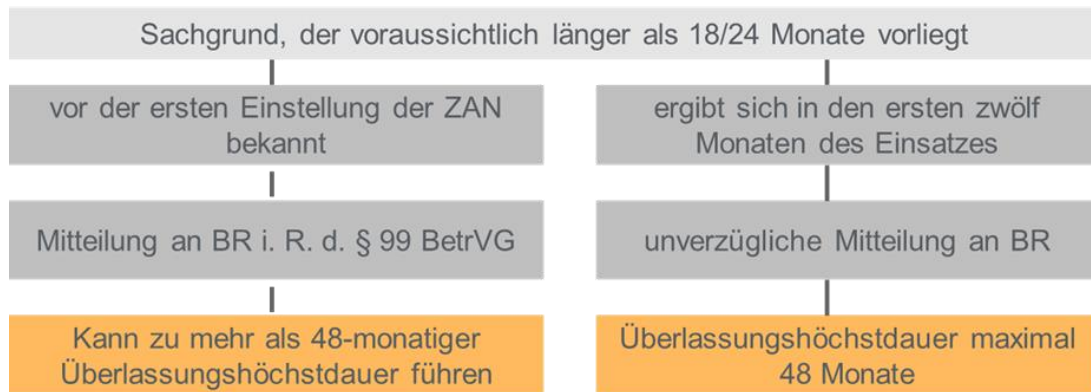 Sachgrund, der voraussichtlich länger als 18/24 Monate vorliegt
vor der ersten Einstellung der ZAN
bekannt
Mitteilung an BR i. R. d. § 99 BetrVG
Kann zu mehr als 48-monatiger
Überlassungshöchstdauer führen
ergibt sich in den ersten zwölf
Monaten des Einsatzes
unverzügliche Mitteilung an BR
Überlassungshöchstdauer maximal
48 Monate